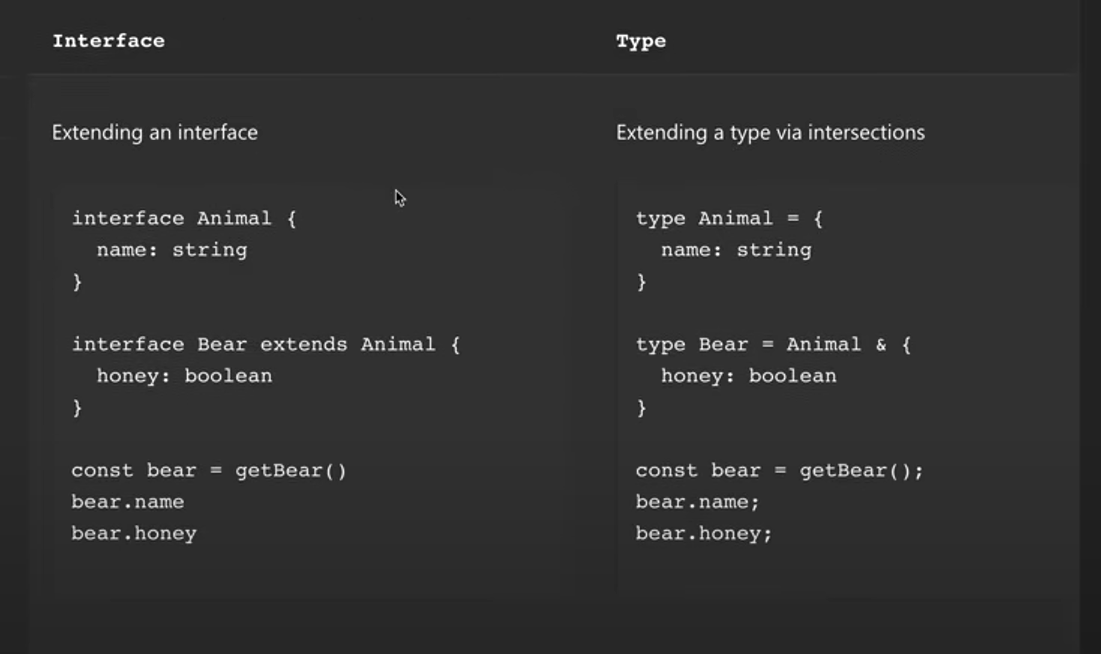 Interface
Type
Extending an interface
Extending a type via intersections
interface Animal {
  name: string
}
interface Bear extends Animal {
  honey: boolean
}
const bear = getBear()
bear.name
bear.honey
type Animal = {
  name: string
}
type Bear = Animal & {
  honey: boolean
}
const bear = getBear();
bear.name;
bear.honey;